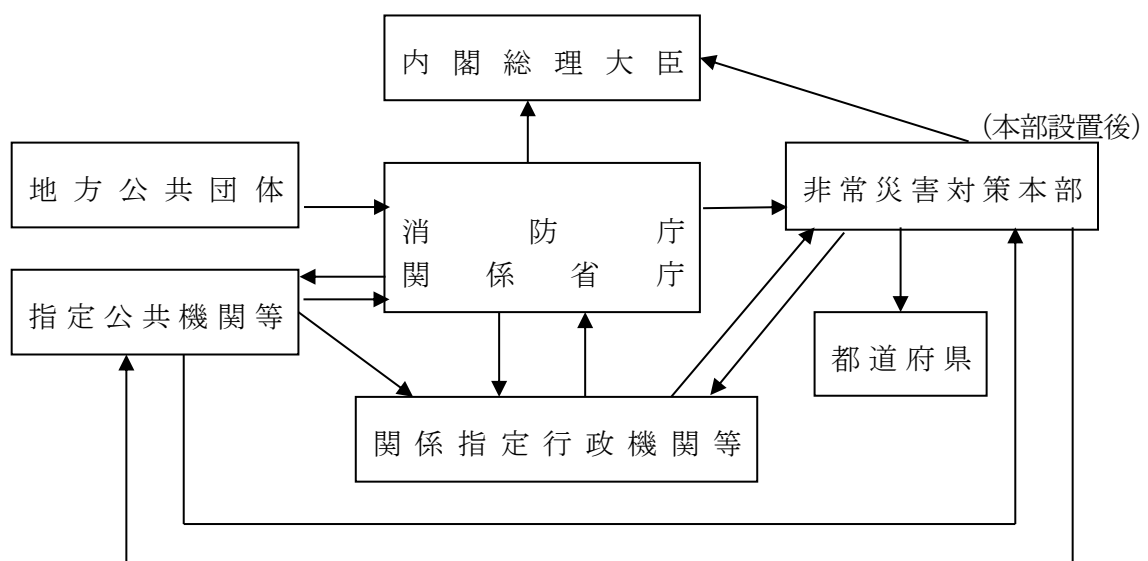 内閣総理大臣
(本部設置後)
地方公共団体
消防庁
関係省庁
非常災害対策本部
指定公共機関等
都道府県
関係指定行政機関等